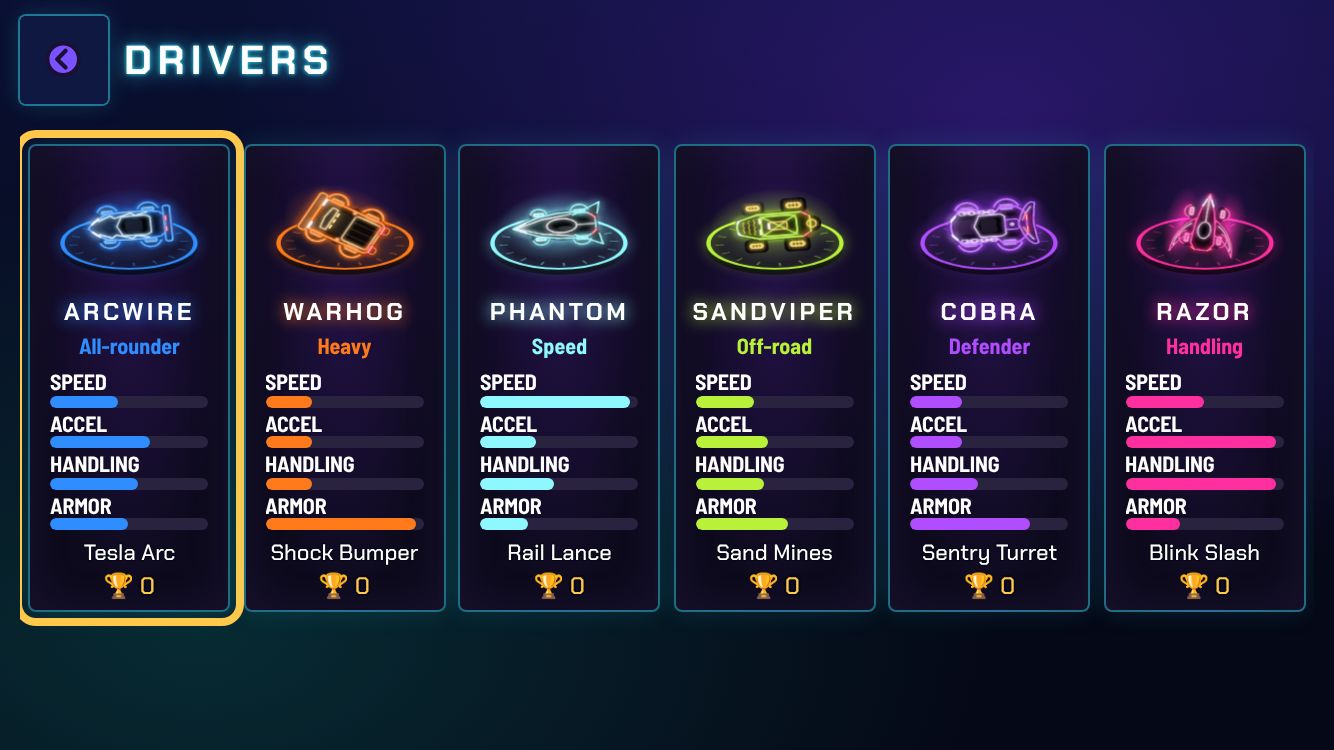 DRIVERS
ARCWIRE
All-rounder
SPEED
ACCEL
HANDLING
ARMOR
Tesla Arc
🏆 0
WARHOG
Heavy
SPEED
ACCEL
HANDLING
ARMOR
Shock Bumper
🏆 0
PHANTOM
Speed
SPEED
ACCEL
HANDLING
ARMOR
Rail Lance
🏆 0
SANDVIPER
Off-road
SPEED
ACCEL
HANDLING
ARMOR
Sand Mines
🏆 0
COBRA
Defender
SPEED
ACCEL
HANDLING
ARMOR
Sentry Turret
🏆 0
RAZOR
Handling
SPEED
ACCEL
HANDLING
ARMOR
Blink Slash
🏆 0